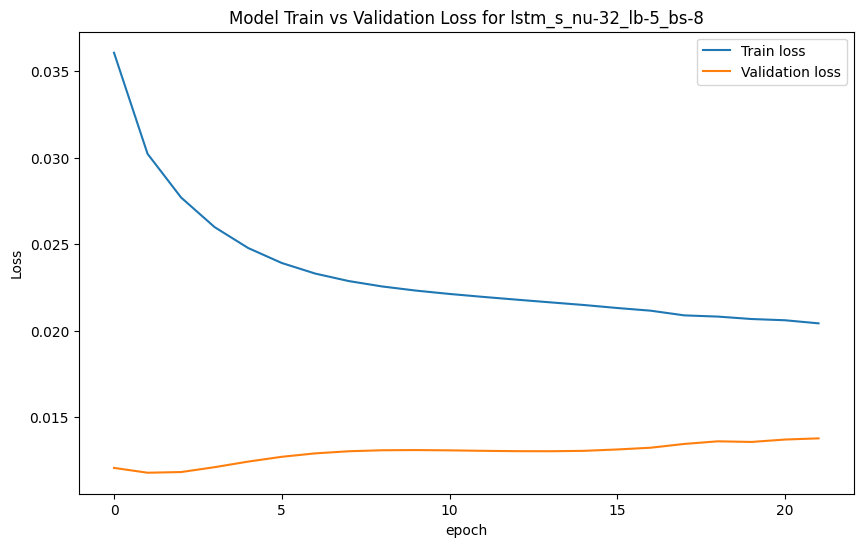 Model Train vs Validation Loss for lstm_s_nu-32_lb-5_bs-8
Train loss
Validation loss
0.035
0.030
0.025
0.020
0.015
Loss
0
5
10
15
20
epoch